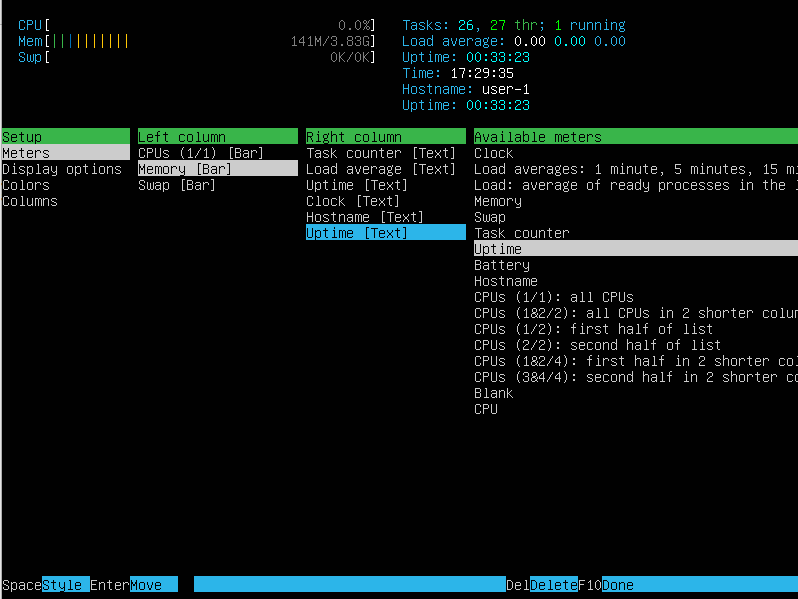 CPU[ 0.0%]
Mem[||||||||||141M/3.83G]
Swp[ 0K/0K]
Tasks: 26, 27 thr; 1 running
Load average: 0.00 0.00 0.00
Uptime: 00:33:23
Time: 17:29:35
Hostname: user-1
Uptime: 00:33:23
Setup
Meters
Display options
Colors
Columns
Left column
CPUs (1/1) [Bar]
Memory [Bar]
Swap [Bar]
Right column
Task counter [Text]
Load average [Text]
Uptime [Text]
Clock [Text]
Hostname [Text]
Uptime [Text]
Available meters
Clock
Load averages: 1 minute, 5 minutes, 15 m
Load: average of ready processes in the l
Memory
Swap
Task counter
Uptime
Battery
Hostname
CPUs (1/1): all CPUs
CPUs (1&2/2): all CPUs in 2 shorter colum
CPUs (1/2): first half of list
CPUs (2/2): second half of list
CPUs (1&2/4): first half in 2 shorter col
CPUs (3&4/4): second half in 2 shorter co
Blank
CPU
SpaceStyle EnterMove DelDeleteF10Done